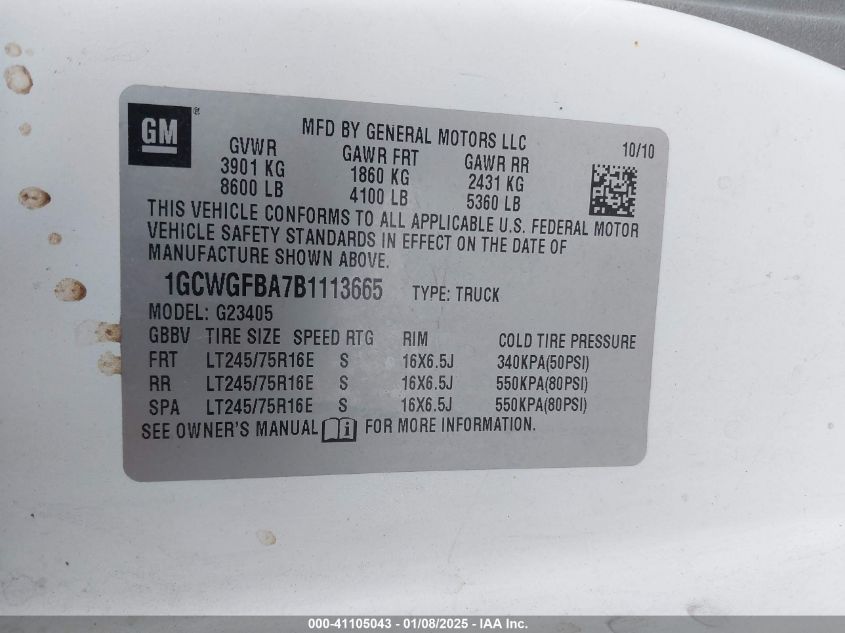 GM ®
MFD BY GENERAL MOTORS LLC 10/10
GVWR GAWR FRT GAWR RR
3901 KG 1860 KG 2431 KG
8600 LB 4100 LB 5360 LB
THIS VEHICLE CONFORMS TO ALL APPLICABLE U.S. FEDERAL MOTOR
VEHICLE SAFETY STANDARDS IN EFFECT ON THE DATE OF
MANUFACTURE SHOWN ABOVE.
1GCWGFBA7B1113665 TYPE: TRUCK
MODEL: G23405
GBBV TIRE SIZE SPEED RTG RIM COLD TIRE PRESSURE
FRT LT245/75R16E S 16X6.5J 340KPA(50PSI)
RR LT245/75R16E S 16X6.5J 550KPA(80PSI)
SPA LT245/75R16E S 16X6.5J 550KPA(80PSI)
SEE OWNER'S MANUAL i FOR MORE INFORMATION.
000-41105043 - 01/08/2025 - IAA Inc.